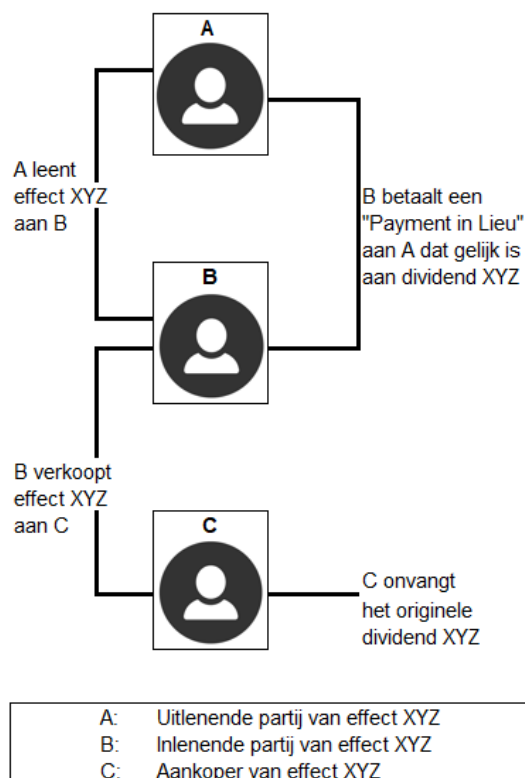 A
A leent
effect XYZ
aan B
B betaalt een
"Payment in Lieu"
aan A dat gelijk is
aan dividend XYZ
B
B verkoopt
effect XYZ
aan C
C
C onvangt
het originele
dividend XYZ
A: Uitlenende partij van effect XYZ
B: Inlenende partij van effect XYZ
C: Aankoper van effect XYZ